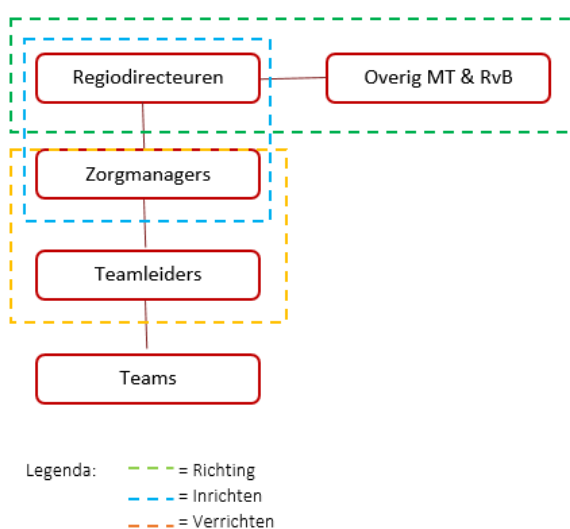 Regiodirecteuren
Overig MT & RvB
Zorgmanagers
Teamleiders
Teams
Legenda:
= Richting
= Inrichten
= Verrichten